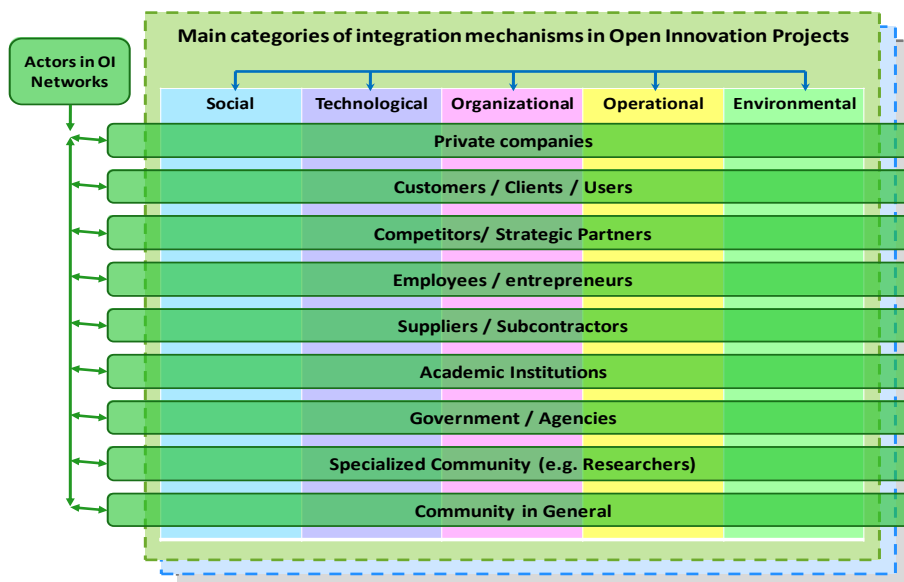 Main categories of integration mechanisms in Open Innovation Projects
Actors in OI
Networks
Social
Technological
Organizational
Operational
Environmental
Private companies
Customers / Clients / Users
Competitors/ Strategic Partners
Employees / entrepreneurs
Suppliers / Subcontractors
Academic Institutions
Government / Agencies
Specialized Community (e.g. Researchers)
Community in General